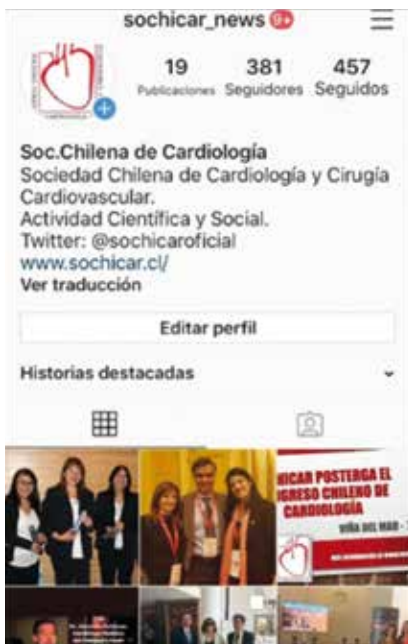 sochicar_news 9+
19 381 457
Publicaciones Seguidores Seguidos
Soc.Chilena de Cardiología
Sociedad Chilena de Cardiología y Cirugía
Cardiovascular.
Actividad Científica y Social.
Twitter: @sochicaroficial
www.sochicar.cl/
Ver traducción
Editar perfil
Historias destacadas
HICAR POSTERGA EL
GRESO CHILENO DE
CARDIOLOGÍA
VIÑA DEL MAR -